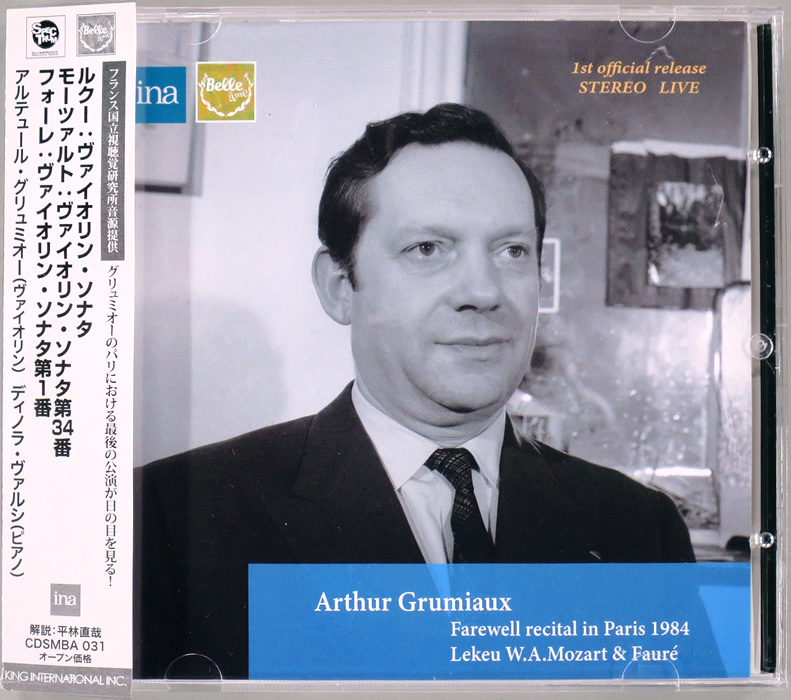 SPEC
TRUM
Belle
âme
フランス国立視聴覚研究所音源提供
グリュミオーのパリにおける最後の公演が日の目を見る!
ルクー:ヴァイオリン・ソナタ
モーツァルト:ヴァイオリン・ソナタ第34番
フォーレ:ヴァイオリン・ソナタ第1番
アルテュール・グリュミオー(ヴァイオリン) ディノラ・ヴァルシ(ピアノ)
ina
解説:平林直哉
CDSMBA 031
オープン価格
KING INTERNATIONAL INC.
ina
Belle
âme
1st official release
STEREO LIVE
Arthur Grumiaux
Farewell recital in Paris 1984
Lekeu W.A.Mozart & Fauré